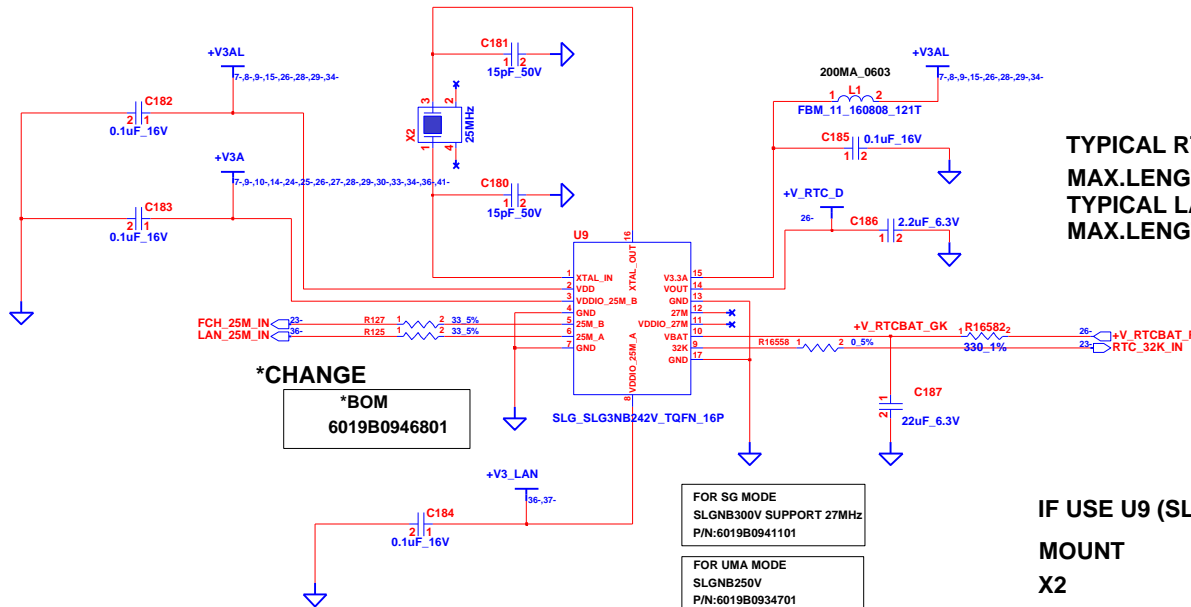 C181
1 2
15pF_50V
+V3AL
7-,8-,9-,15-,26-,28-,29-,34-
C182
2 1
0.1uF_16V
3 2
X2
25MHz
1 4
+V3A
7-,9-,10-,14-,24-,25-,26-,27-,28-,29-,30-,33-,34-,36-,41-
C183
2 1
0.1uF_16V
C180
1 2
15pF_50V
+V3AL
7-,8-,9-,15-,26-,28-,29-,34-
200MA_0603
L1
1 2
FBM_11_160808_121T
C185
0.1uF_16V
1 2
+V_RTC_D
26-
C186
2.2uF_6.3V
1 2
TYPICAL
MAX.LENG
TYPICAL
MAX.LENG
U9
16
XTAL_OUT
1 XTAL_IN
2 VDD
3 VDDIO_25M_B
4 GND
5 25M_B
6 25M_A
7 GND
8 VDDIO_25M_A
V3.3A 15
VOUT 14
GND 13
27M 12
VDDIO_27M 11
VBAT 10
32K 9
GND 17
SLG_SLG3NB242V_TQFN_16P
FCH_25M_IN 23- R127 1 2 33_5%
LAN_25M_IN 36- R125 1 2 33_5%
+V_RTCBAT_GK
R16582
1 2
330_1%
26-
R16558 1 2 0_5%
23- RTC_32K_IN
C187
1
2
22uF_6.3V
*CHANGE
*BOM
6019B0946801
+V3_LAN
36-,37-
C184
2 1
0.1uF_16V
FOR SG MODE
SLGNB300V SUPPORT 27MHz
P/N:6019B0941101
FOR UMA MODE
SLGNB250V
P/N:6019B0934701
IF USE U9 (SL
MOUNT
X2